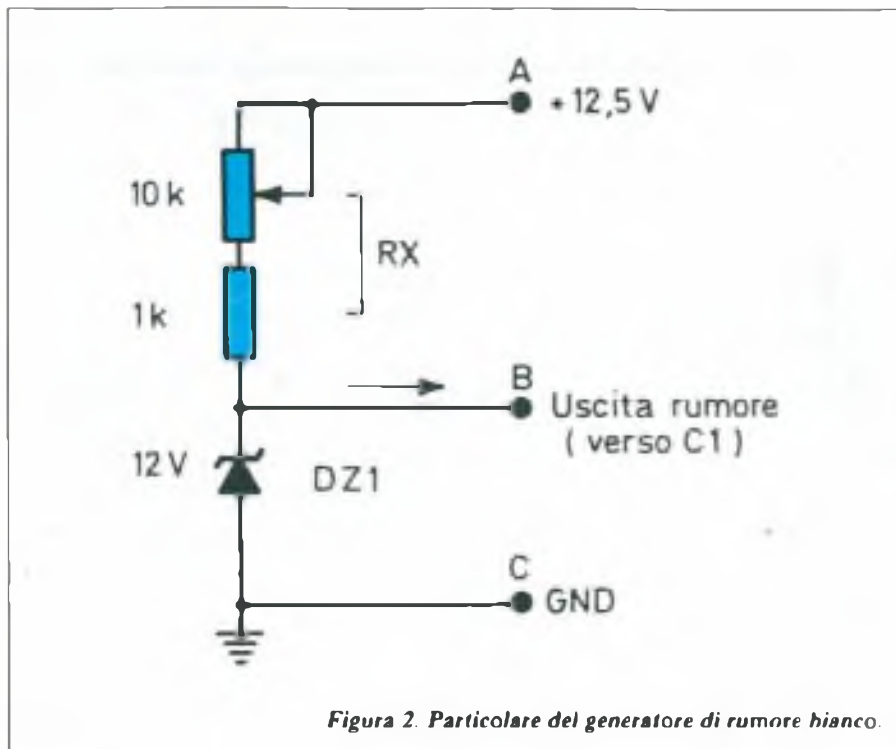 A
+12,5 V
10 k
RX
1 k
B
Uscita rumore
( verso C1 )
12 V
DZ1
C
GND
Figura 2. Particolare del generatore di rumore bianco.